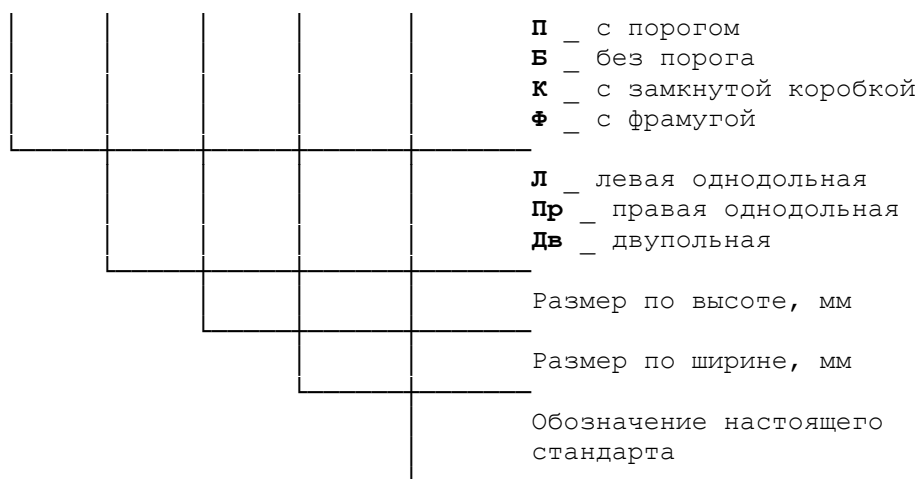 П _ с порогом
Б _ без порога
К _ с замкнутой коробкой
Ф _ с фрамугой
Л _ левая однодольная
Пр _ правая однодольная
Дв _ двупольная
Размер по высоте, мм
Размер по ширине, мм
Обозначение настоящего
стандарта